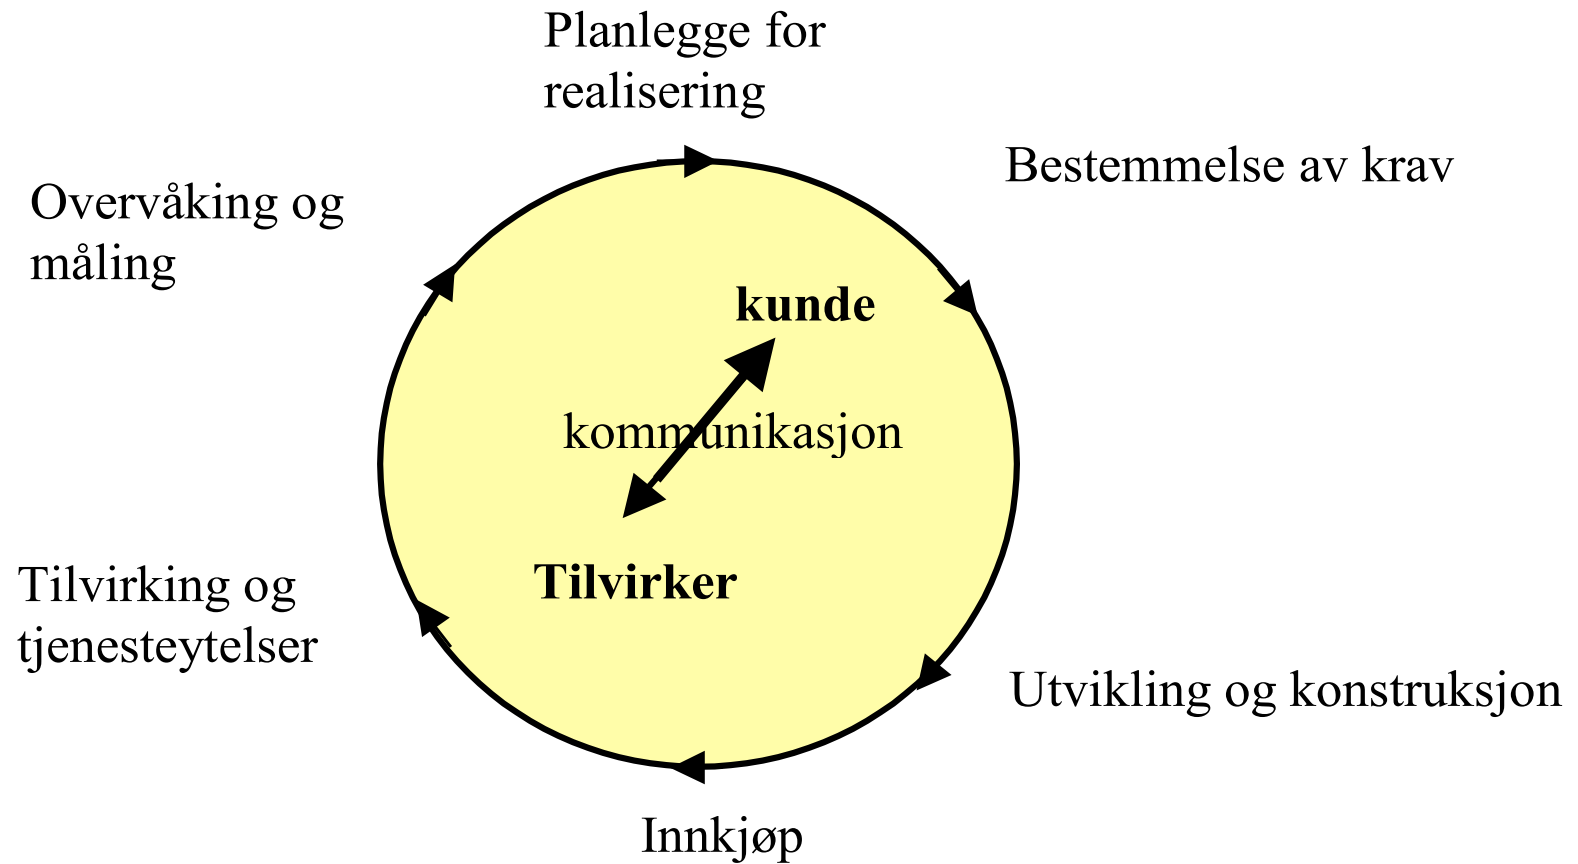 Planlegge for
realisering
Bestemmelse av krav
Overvåking og
måling
kunde
kommunikasjon
Tilvirker
Tilvirking og
tjenesteytelser
Utvikling og konstruksjon
Innkjøp